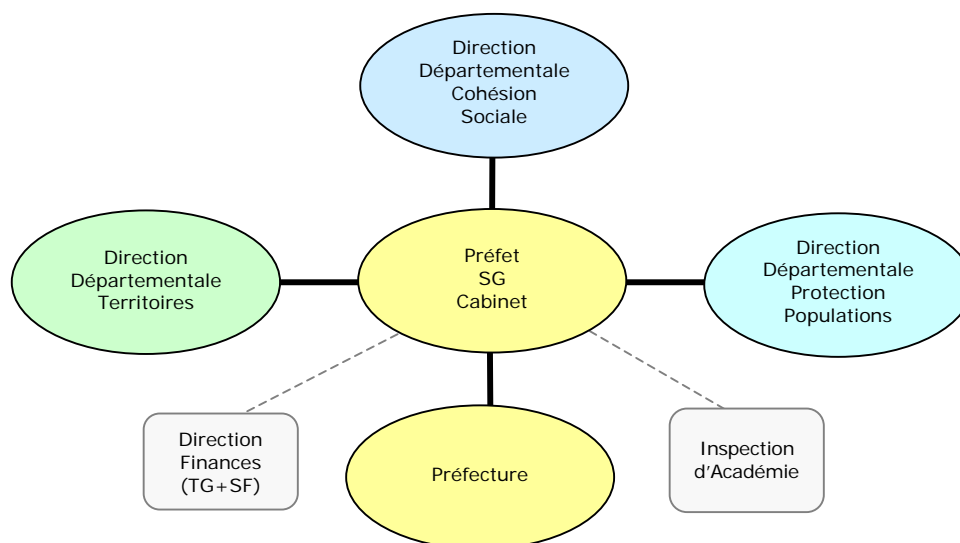 Direction
Départementale
Cohésion
Sociale
Direction
Départementale
Territoires
Préfet
SG
Cabinet
Direction
Départementale
Protection
Populations
Direction
Finances
(TG+SF)
Préfecture
Inspection
d'Académie